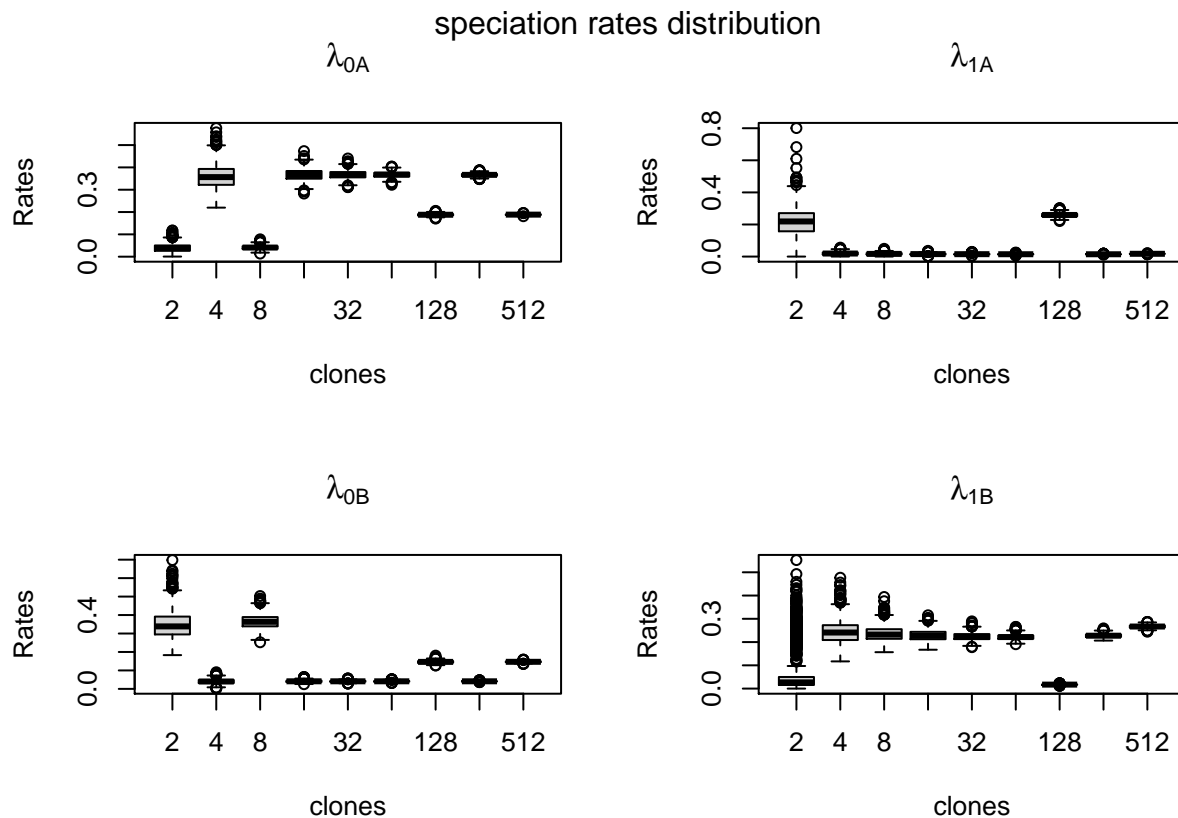 speciation rates distribution
λ0A
Rates
0.0 0.3
2 4 8 32 128 512
clones
λ1A
Rates
0.0 0.4 0.8
2 4 8 32 128 512
clones
λ0B
Rates
0.0 0.4
2 4 8 32 128 512
clones
λ1B
Rates
0.0 0.3
2 4 8 32 128 512
clones